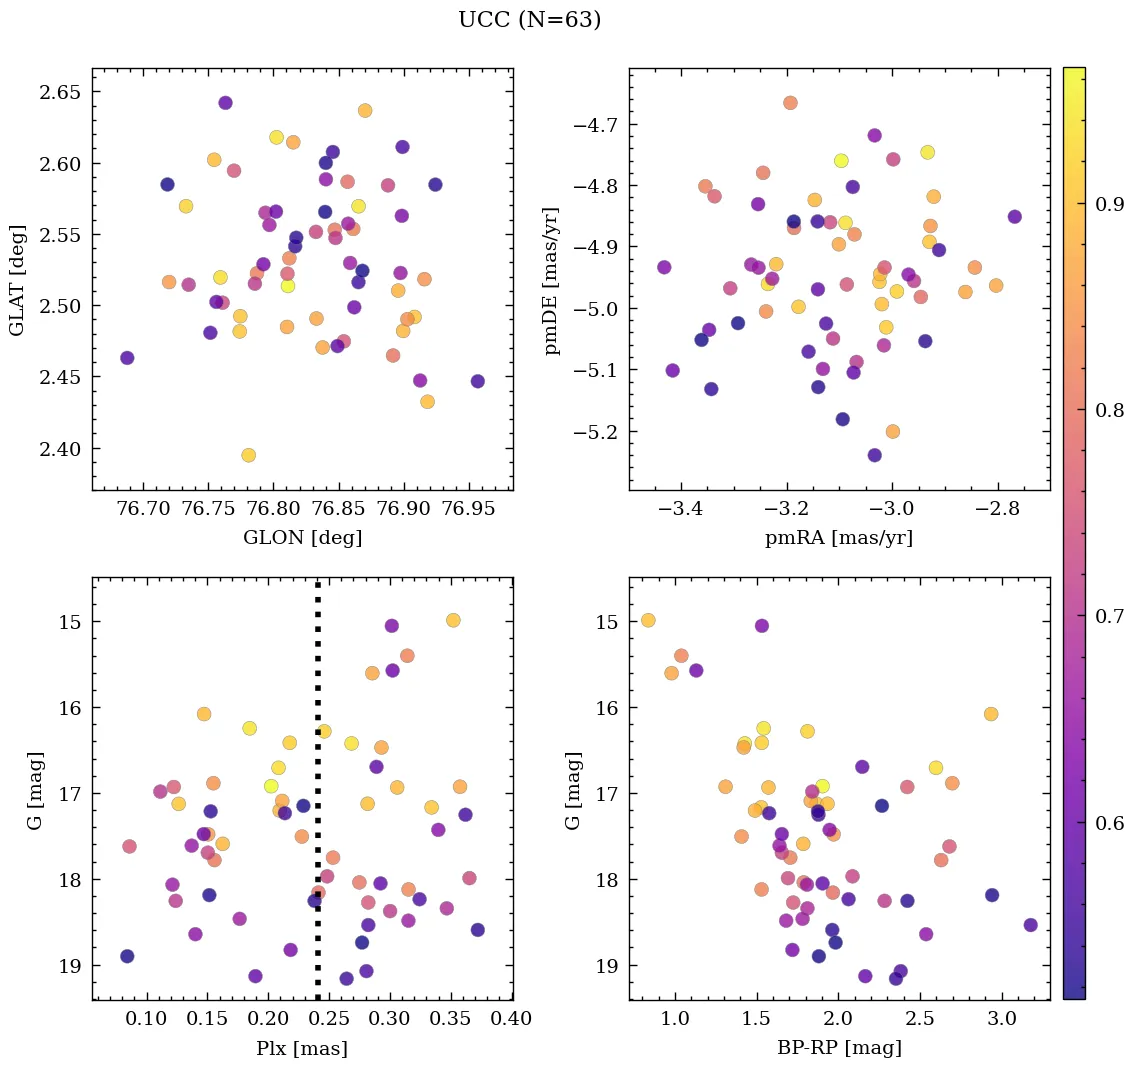 UCC (N=63)
2.65
2.60
2.55
2.50
2.45
2.40
GLAT [deg]
76.70 76.75 76.80 76.85 76.90 76.95
GLON [deg]
−4.7
−4.8
−4.9
−5.0
−5.1
−5.2
pmDE [mas/yr]
−3.4 −3.2 −3.0 −2.8
pmRA [mas/yr]
0.9
0.8
0.7
0.6
15
16
17
18
19
G [mag]
0.10 0.15 0.20 0.25 0.30 0.35 0.40
Plx [mas]
15
16
17
18
19
G [mag]
1.0 1.5 2.0 2.5 3.0
BP-RP [mag]